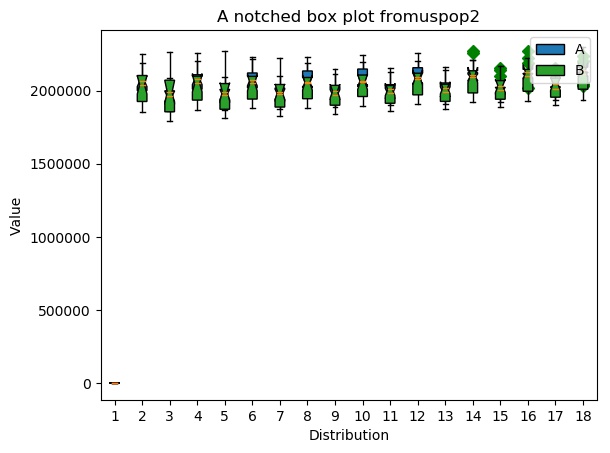 A notched box plot fromuspop2
A
B
2000000
1500000
1000000
500000
0
Value
1 2 3 4 5 6 7 8 9 10 11 12 13 14 15 16 17 18
Distribution